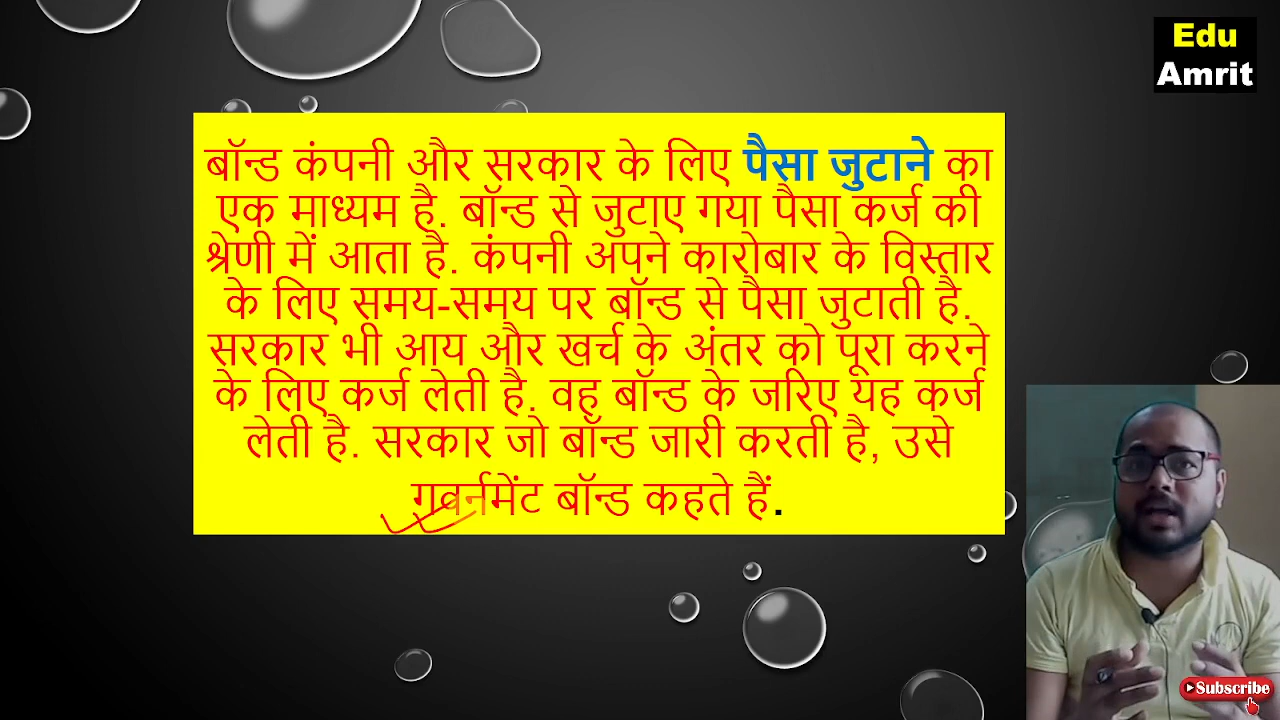 Edu
Amrit
बॉन्ड कंपनी और सरकार के लिए पैसा जुटाने का
एक माध्यम है. बॉन्ड से जुटाए गया पैसा कर्ज की
श्रेणी में आता है. कंपनी अपने कारोबार के विस्तार
के लिए समय-समय पर बॉन्ड से पैसा जुटाती है.
सरकार भी आय और खर्च के अंतर को पूरा करने
के लिए कर्ज लेती है. वह बॉन्ड के जरिए यह कर्ज
लेती है. सरकार जो बॉन्ड जारी करती है, उसे
गवर्नमेंट बॉन्ड कहते हैं.
Subscribe